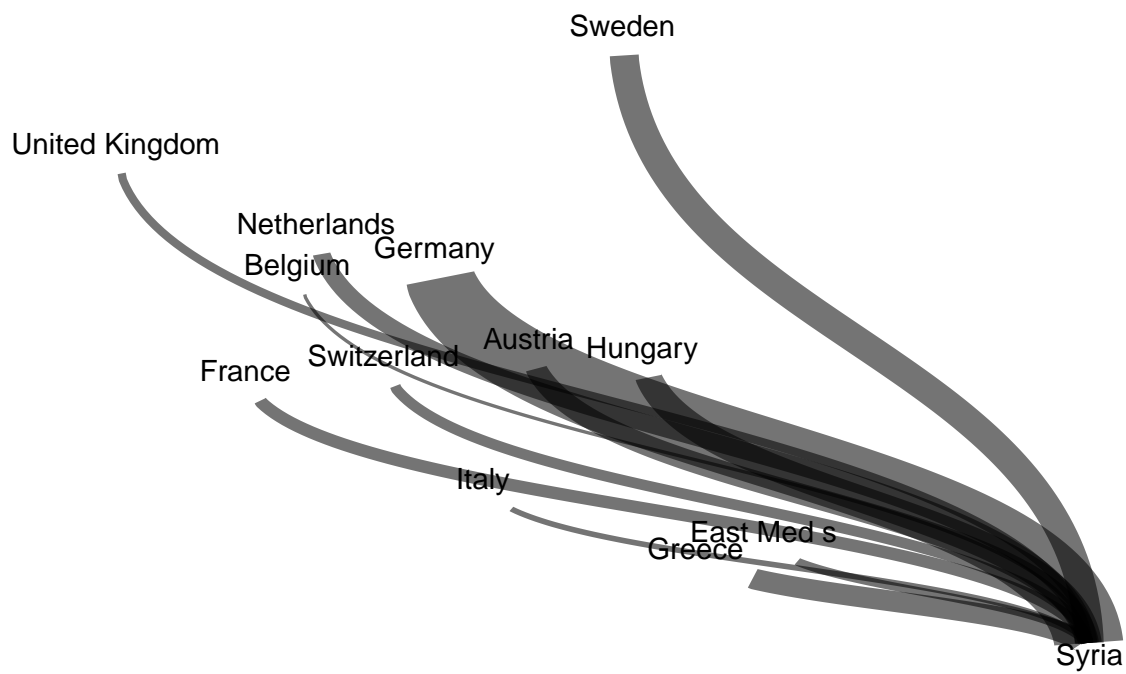 Sweden
United Kingdom
Netherlands
Germany
Belgium
Austria
Hungary
Switzerland
France
Italy
East Med s
Greece
Syria